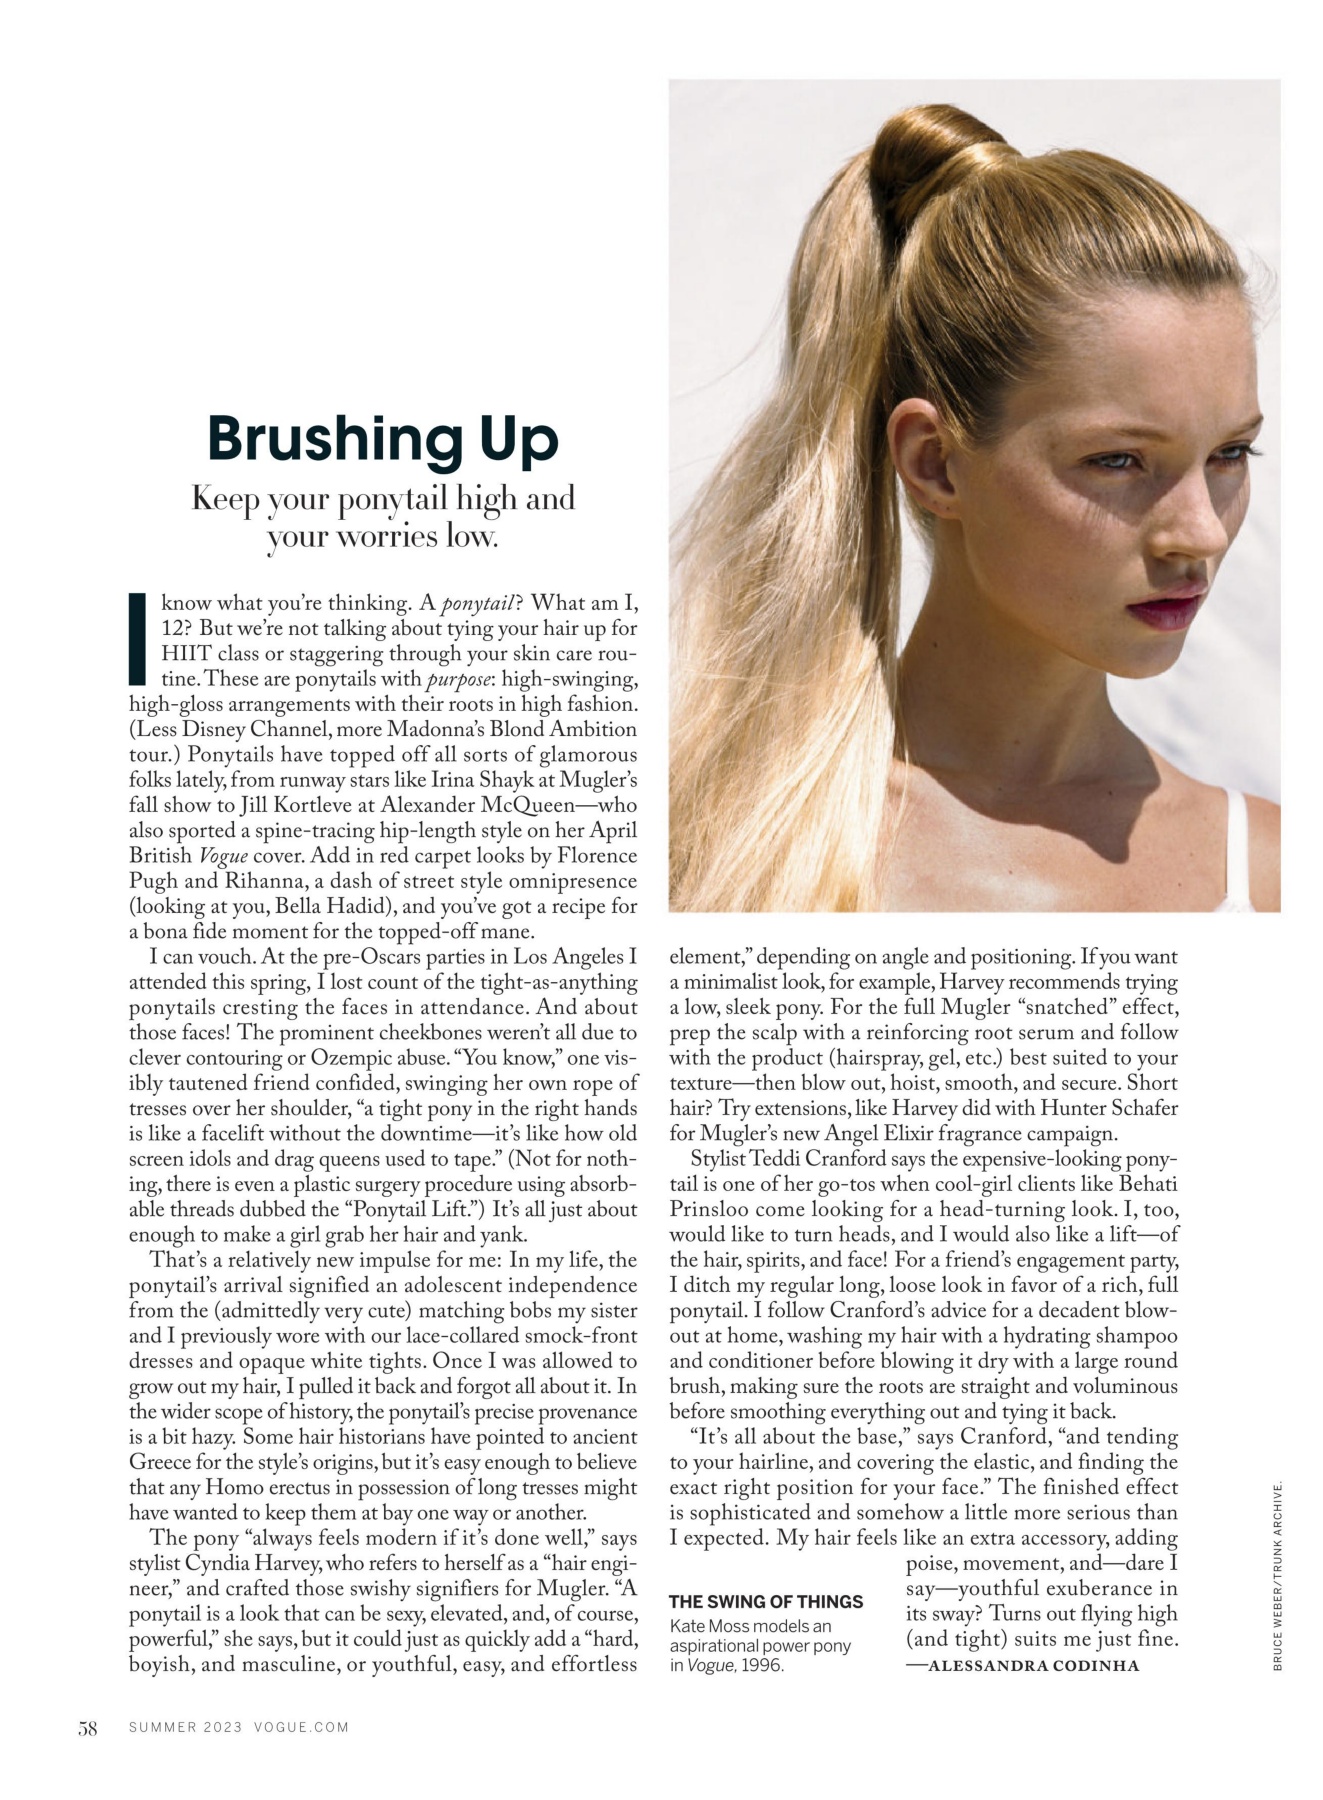 Brushing Up
Keep your ponytail high and
your worries low.
I know what you’re thinking. A ponytail? What am I,
12? But we’re not talking about tying your hair up for
HIIT class or staggering through your skin care rou-
tine. These are ponytails with purpose: high-swinging,
high-gloss arrangements with their roots in high fashion.
(Less Disney Channel, more Madonna’s Blond Ambition
tour.) Ponytails have topped off all sorts of glamorous
folks lately, from runway stars like Irina Shayk at Mugler’s
fall show to Jill Kortleve at Alexander McQueen—who
also sported a spine-tracing hip-length style on her April
British Vogue cover. Add in red carpet looks by Florence
Pugh and Rihanna, a dash of street style omnipresence
(looking at you, Bella Hadid), and you’ve got a recipe for
a bona fide moment for the topped-off mane.
I can vouch. At the pre-Oscars parties in Los Angeles I
attended this spring, I lost count of the tight-as-anything
ponytails cresting the faces in attendance. And about
those faces! The prominent cheekbones weren’t all due to
clever contouring or Ozempic abuse. “You know,” one vis-
ibly tautened friend confided, swinging her own rope of
tresses over her shoulder, “a tight pony in the right hands
is like a facelift without the downtime—it’s like how old
screen idols and drag queens used to tape.” (Not for noth-
ing, there is even a plastic surgery procedure using absorb-
able threads dubbed the “Ponytail Lift.”) It’s all just about
enough to make a girl grab her hair and yank.
That’s a relatively new impulse for me: In my life, the
ponytail’s arrival signified an adolescent independence
from the (admittedly very cute) matching bobs my sister
and I previously wore with our lace-collared smock-front
dresses and opaque white tights. Once I was allowed to
grow out my hair, I pulled it back and forgot all about it. In
the wider scope of history, the ponytail’s precise provenance
is a bit hazy. Some hair historians have pointed to ancient
Greece for the style’s origins, but it’s easy enough to believe
that any Homo erectus in possession of long tresses might
have wanted to keep them at bay one way or another.
The pony “always feels modern if it’s done well,” says
stylist Cyndia Harvey, who refers to herself as a “hair engi-
neer,” and crafted those swishy signifiers for Mugler. “A
ponytail is a look that can be sexy, elevated, and, of course,
powerful,” she says, but it could just as quickly add a “hard,
boyish, and masculine, or youthful, easy, and effortless
element,” depending on angle and positioning. If you want
a minimalist look, for example, Harvey recommends trying
a low, sleek pony. For the full Mugler “snatched” effect,
prep the scalp with a reinforcing root serum and follow
with the product (hairspray, gel, etc.) best suited to your
texture—then blow out, hoist, smooth, and secure. Short
hair? Try extensions, like Harvey did with Hunter Schafer
for Mugler’s new Angel Elixir fragrance campaign.
Stylist Teddi Cranford says the expensive-looking pony-
tail is one of her go-tos when cool-girl clients like Behati
Prinsloo come looking for a head-turning look. I, too,
would like to turn heads, and I would also like a lift—of
the hair, spirits, and face! For a friend’s engagement party,
I ditch my regular long, loose look in favor of a rich, full
ponytail. I follow Cranford’s advice for a decadent blow-
out at home, washing my hair with a hydrating shampoo
and conditioner before blowing it dry with a large round
brush, making sure the roots are straight and voluminous
before smoothing everything out and tying it back.
“It’s all about the base,” says Cranford, “and tending
to your hairline, and covering the elastic, and finding the
exact right position for your face.” The finished effect
is sophisticated and somehow a little more serious than
I expected. My hair feels like an extra accessory, adding
poise, movement, and—dare I
say—youthful exuberance in
its sway? Turns out flying high
(and tight) suits me just fine.
—ALESSANDRA CODINHA
THE SWING OF THINGS
Kate Moss models an
aspirational power pony
in Vogue, 1996.
BRUCE WEBER/TRUNK ARCHIVE.
58 SUMMER 2023 VOGUE.COM